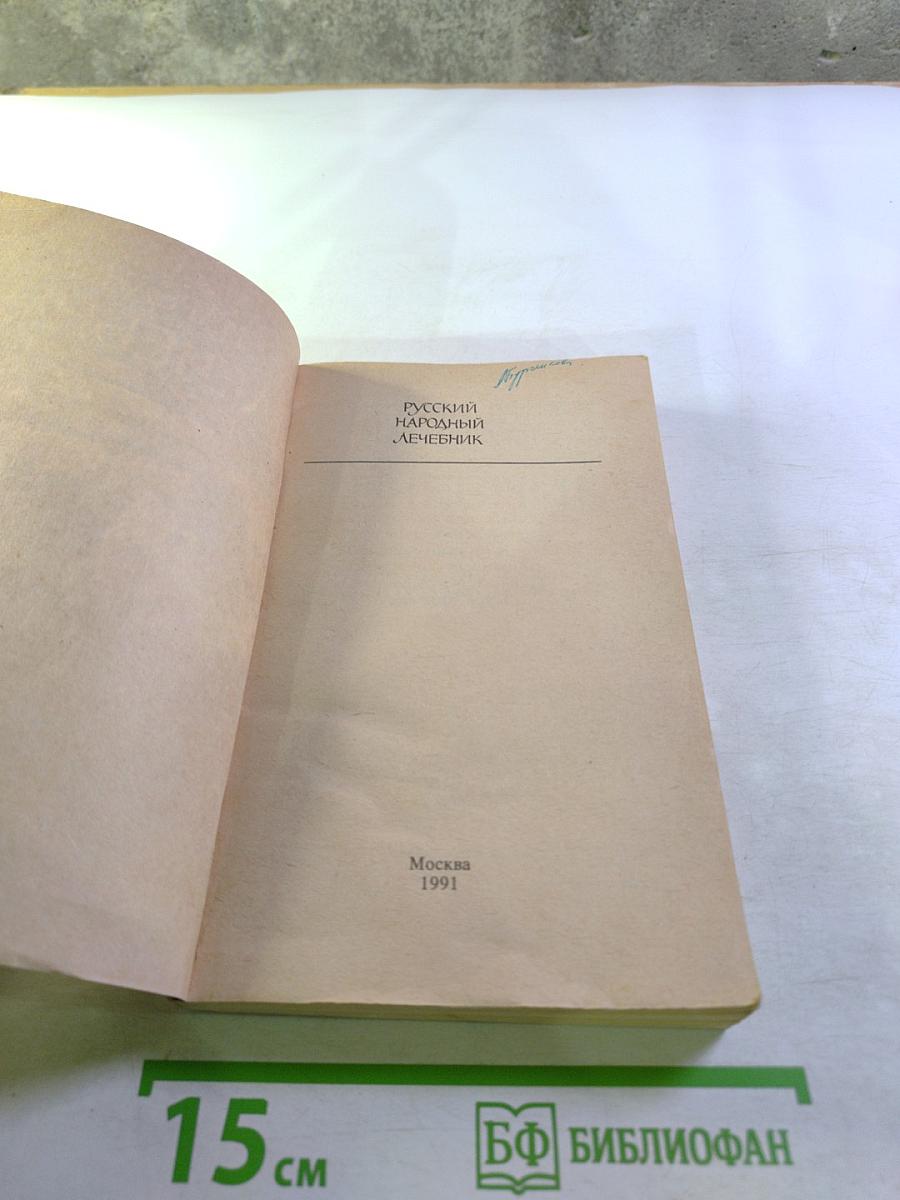 РУССКИЙ
НАРОДНЫЙ
ЛЕЧЕБНИК
Москва
1991
15 см
БФ БИБЛИОФАН